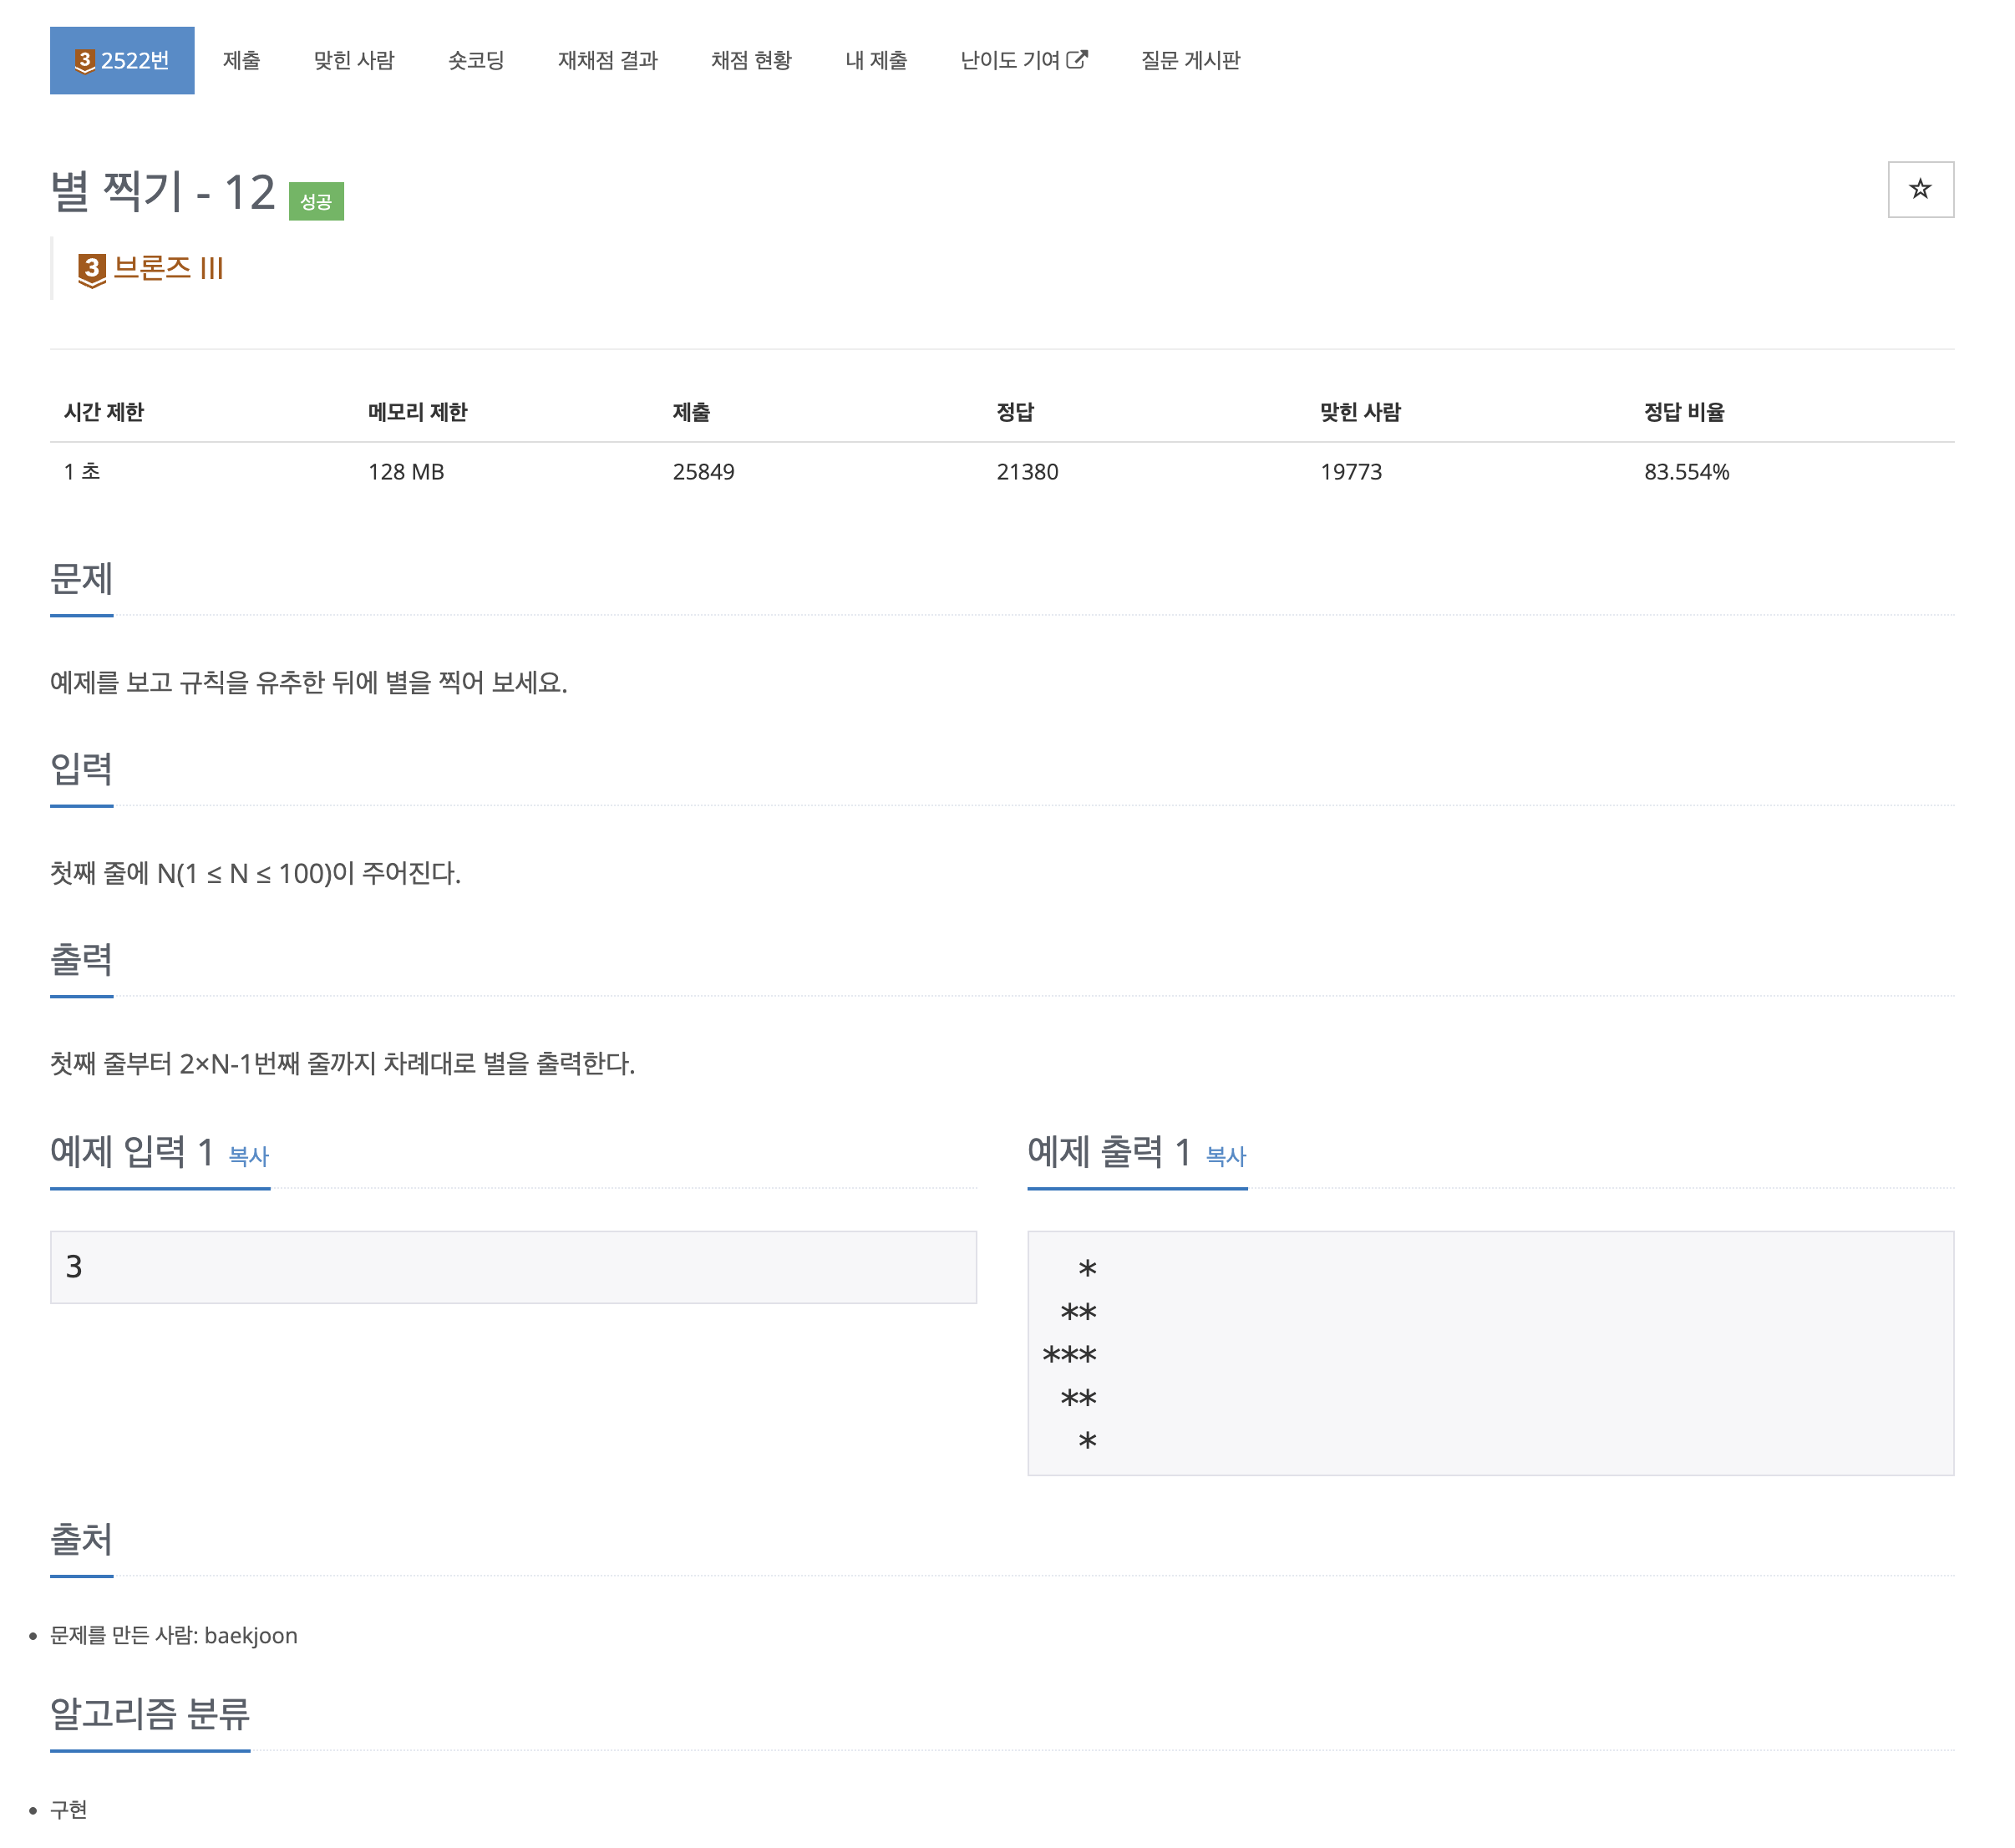 3 2522번 제출 맞힌 사람 숏코딩 재채점 결과 채점 현황 내 제출 난이도 기여 질문 게시판
별 찍기 - 12 성공
3 브론즈 III
시간 제한 메모리 제한 제출 정답 맞힌 사람 정답 비율
1 초 128 MB 25849 21380 19773 83.554%
문제
예제를 보고 규칙을 유추한 뒤에 별을 찍어 보세요.
입력
첫째 줄에 N(1 ≤ N ≤ 100)이 주어진다.
출력
첫째 줄부터 2×N-1번째 줄까지 차례대로 별을 출력한다.
예제 입력 1 복사
3
예제 출력 1 복사
  *
 **
***
 **
  *
출처
문제를 만든 사람: baekjoon
알고리즘 분류
구현